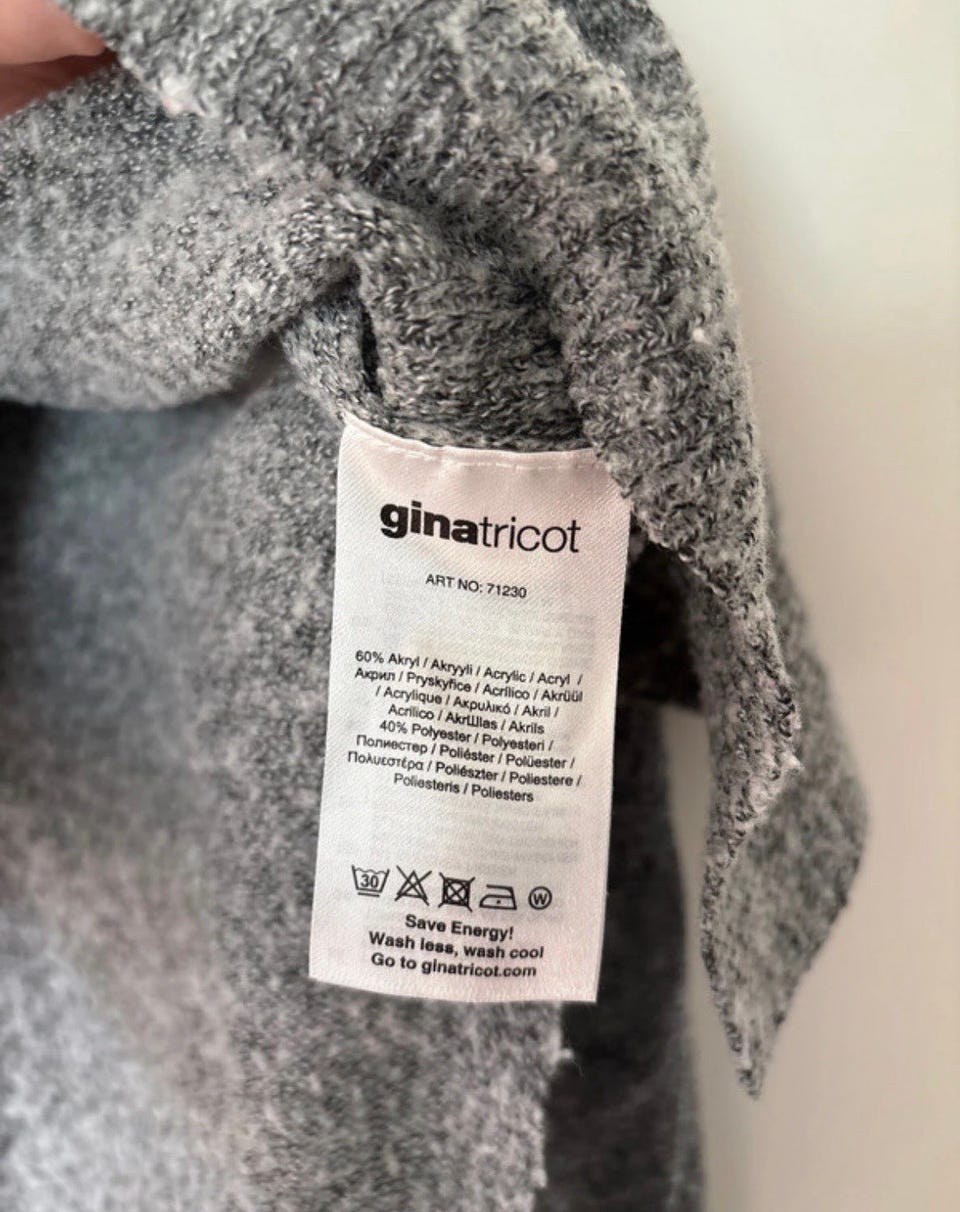 ginatricot
ART NO: 71230
60% Akryl / Akryyli / Acrylic / Acryl /
Акрил / Pryskyřice / Acrílico / Akrüül
/ Acrylique / Ακρυλικό / Akril /
Acrilico / AkrШlas / Akrils
40% Polyester / Polyesteri /
Полиестер / Poliéster / Polüester /
Πολυεστέρα / Poliészter / Poliestere /
Poliesteris / Poliesters
30
W
Save Energy!
Wash less, wash cool
Go to ginatricot.com